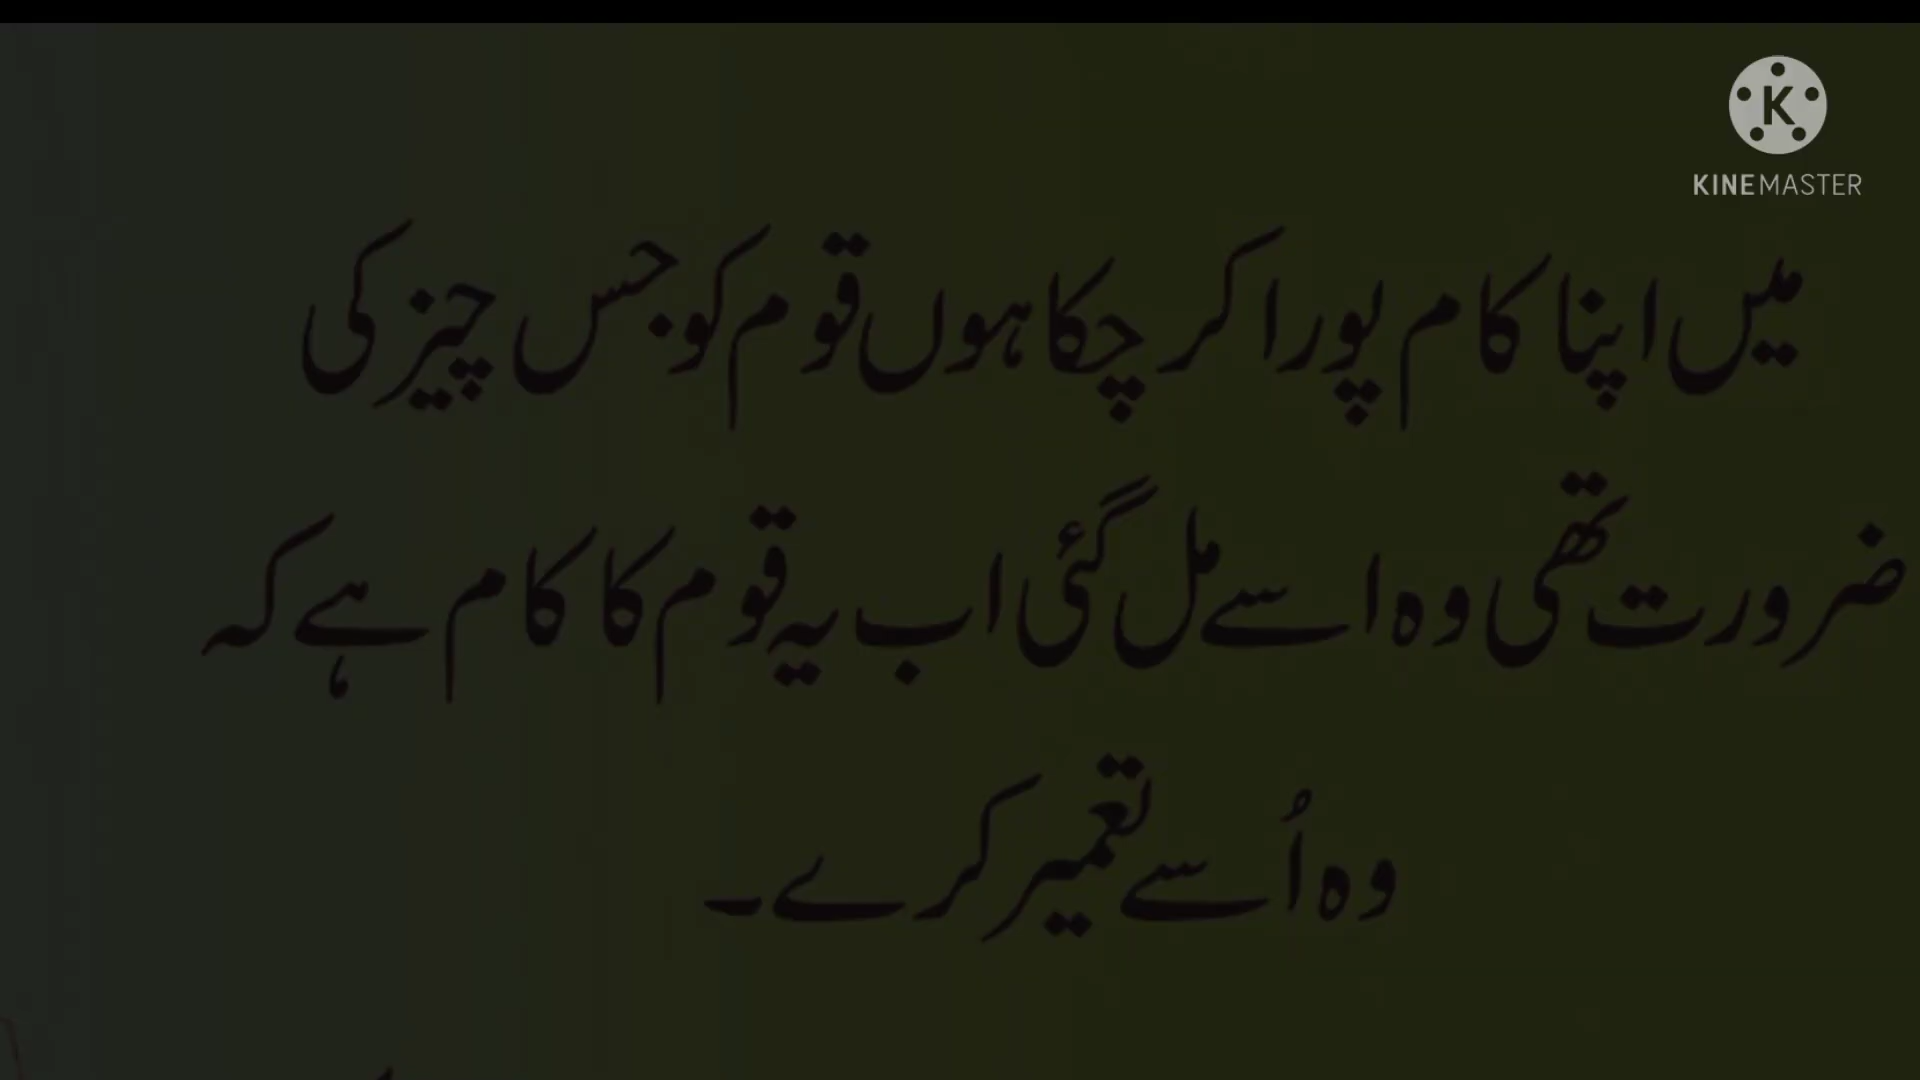 KINEMASTER
میں اپنا کام پورا کر چکا ہوں قوم کو جس چیز کی
ضرورت تھی وہ اسے مل گئی اب یہ قوم کا کام ہے کہ
وہ اُسے تعمیر کرے۔